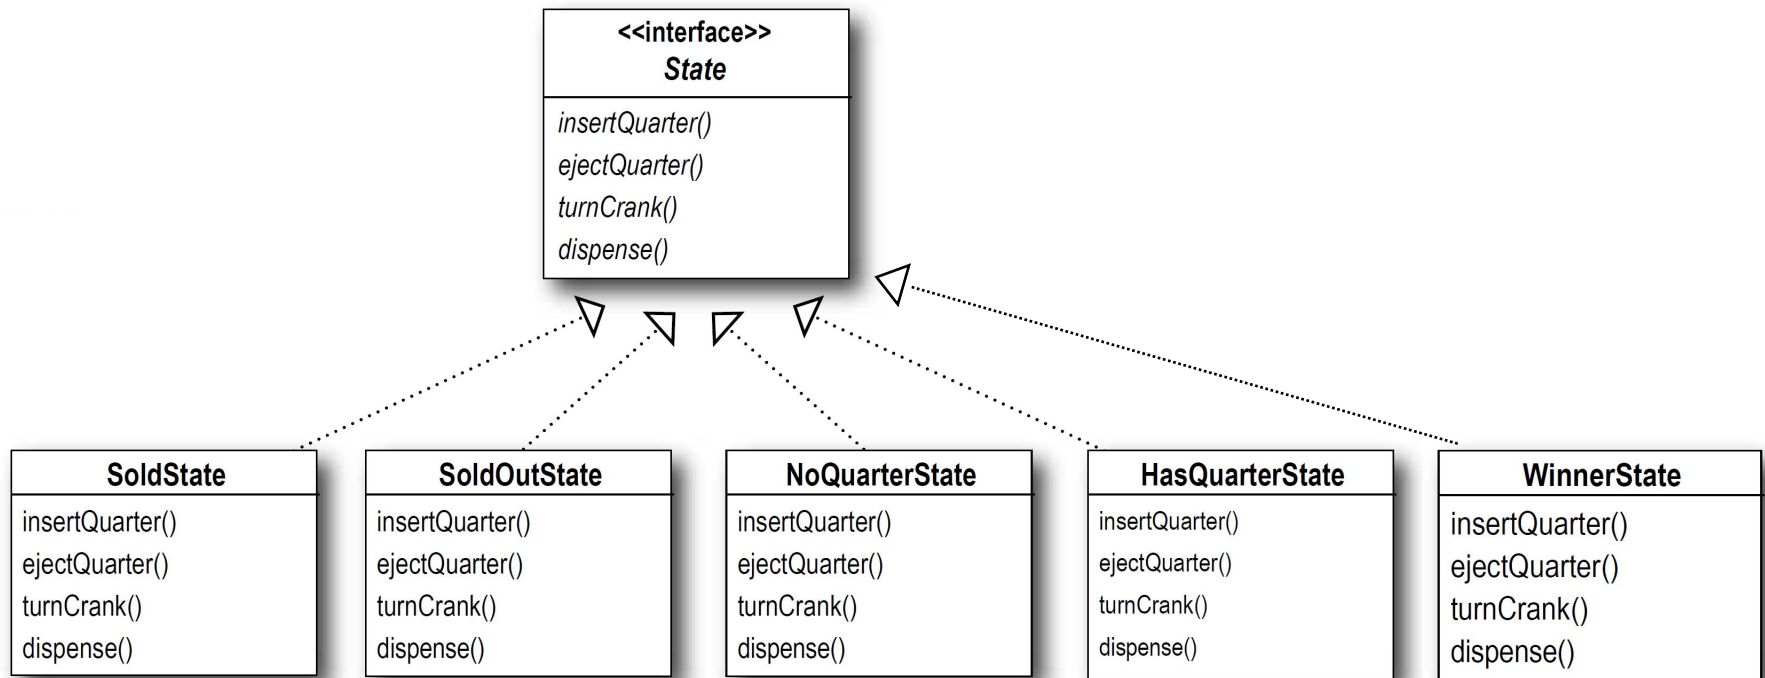 <<interface>>
State
insertQuarter()
ejectQuarter()
turnCrank()
dispense()
SoldState
insertQuarter()
ejectQuarter()
turnCrank()
dispense()
SoldOutState
insertQuarter()
ejectQuarter()
turnCrank()
dispense()
NoQuarterState
insertQuarter()
ejectQuarter()
turnCrank()
dispense()
HasQuarterState
insertQuarter()
ejectQuarter()
turnCrank()
dispense()
WinnerState
insertQuarter()
ejectQuarter()
turnCrank()
dispense()